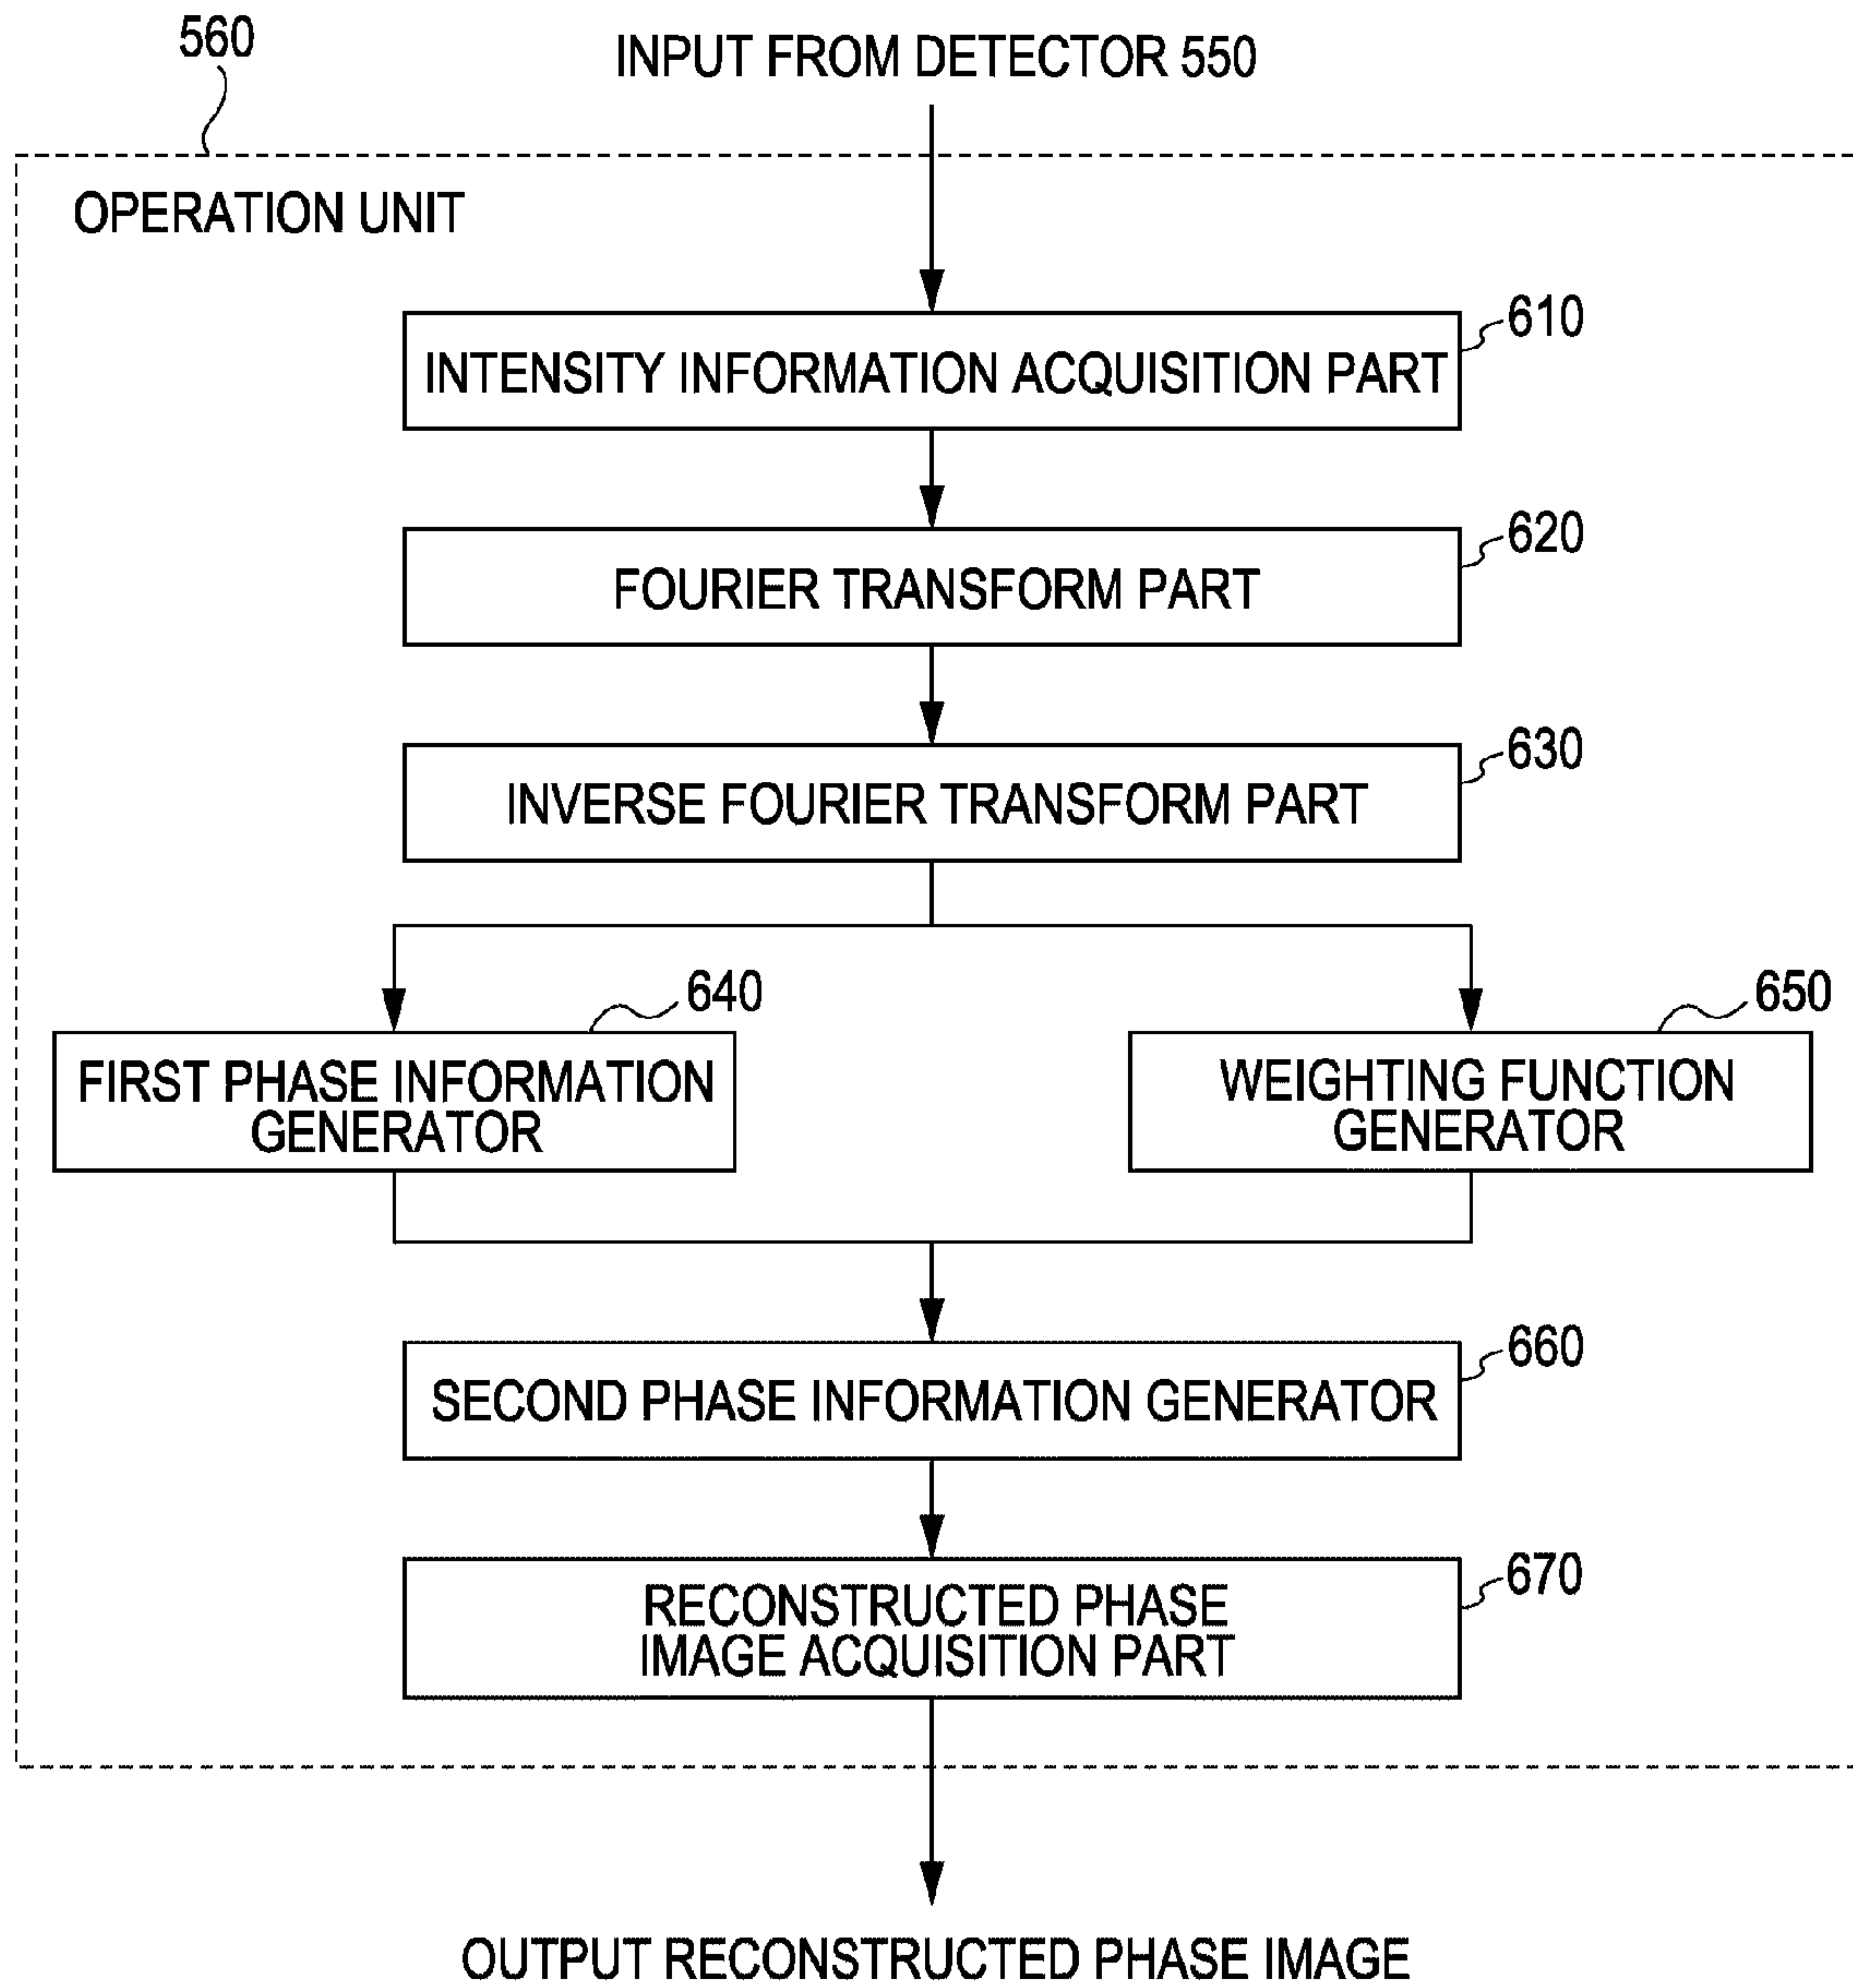 560
INPUT FROM DETECTOR 550
OPERATION UNIT
610
INTENSITY INFORMATION ACQUISITION PART
620
FOURIER TRANSFORM PART
630
INVERSE FOURIER TRANSFORM PART
640
650
FIRST PHASE INFORMATION
GENERATOR
WEIGHTING FUNCTION
GENERATOR
660
SECOND PHASE INFORMATION GENERATOR
670
RECONSTRUCTED PHASE
IMAGE ACQUISITION PART
OUTPUT RECONSTRUCTED PHASE IMAGE